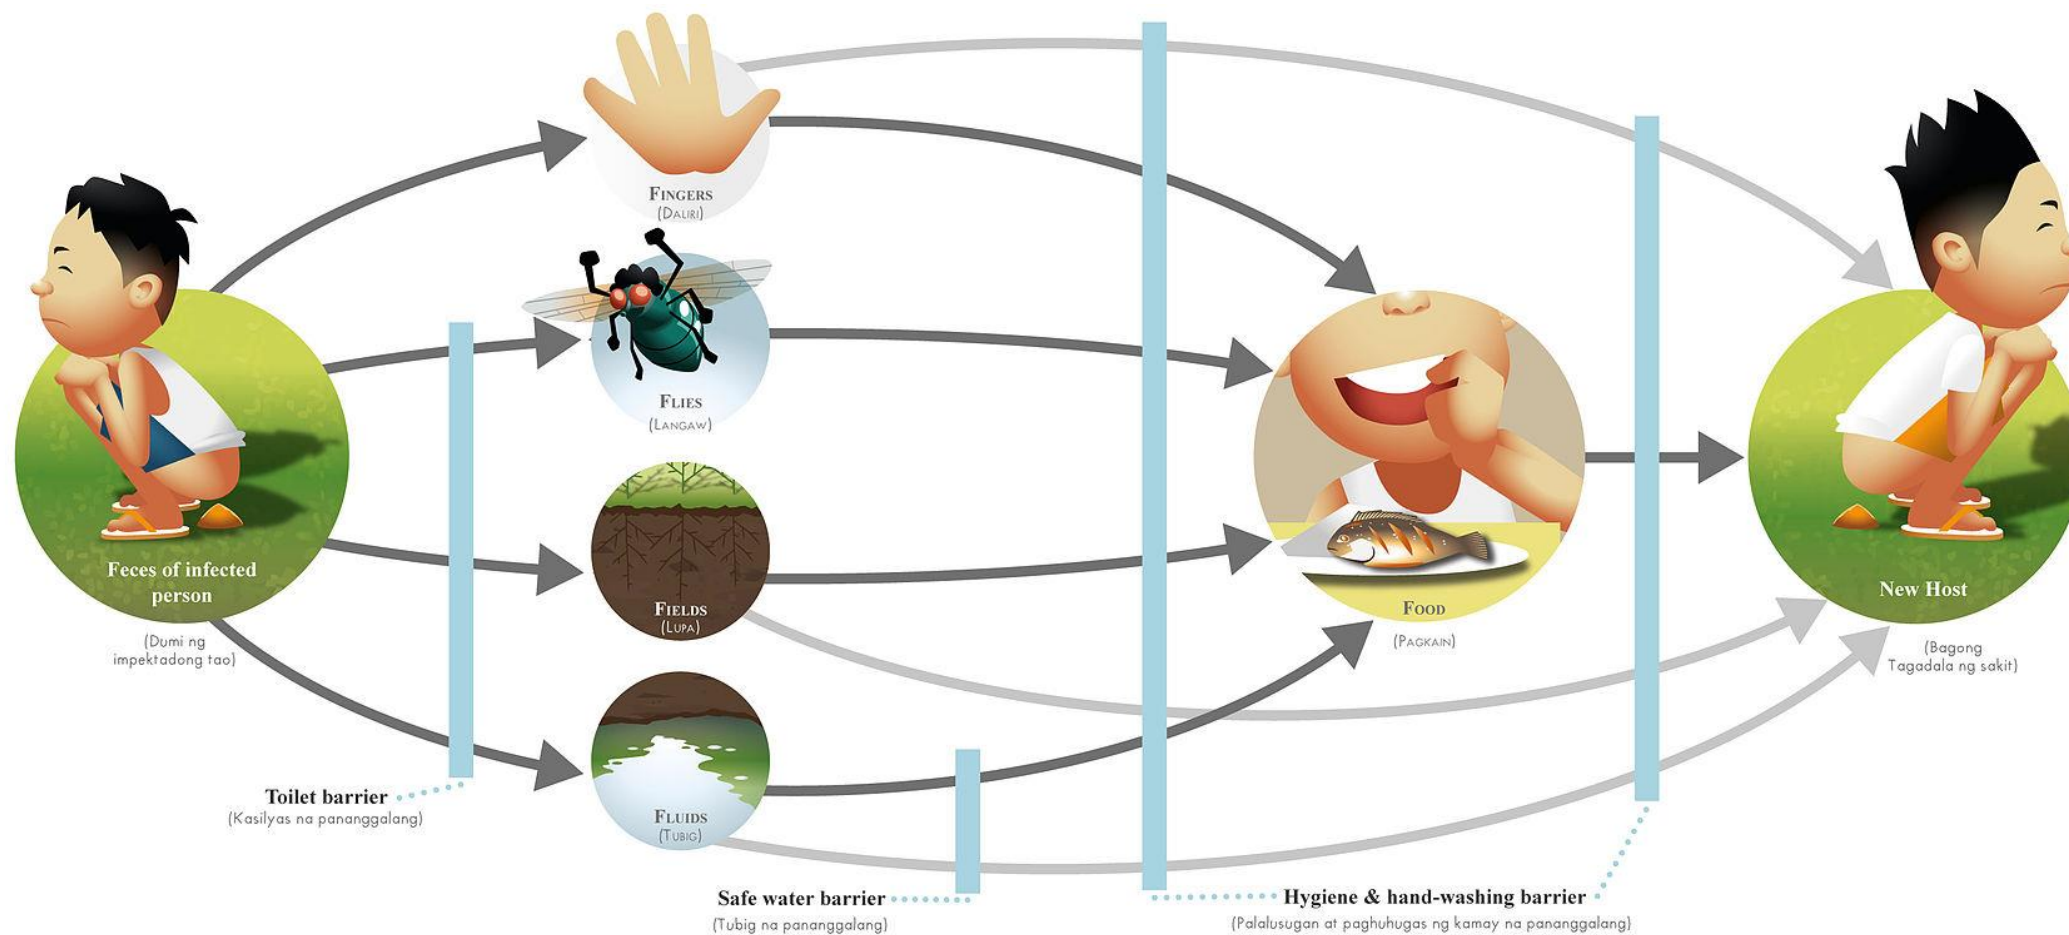 FINGERS
(DALIRI)
FLIES
(LANGAW)
FIELDS
(LUPA)
FLUIDS
(TUBIG)
Feces of infected
person
(Dumi ng
impektadong tao)
Toilet barrier
(Kasilyas na pananggalang)
Safe water barrier
(Tubig na pananggalang)
FOOD
(PAGKAIN)
Hygiene & hand-washing barrier
(Palalusugan at paghuhugas ng kamay na pananggalang)
New Host
(Bagong
Tagadala ng sakit)